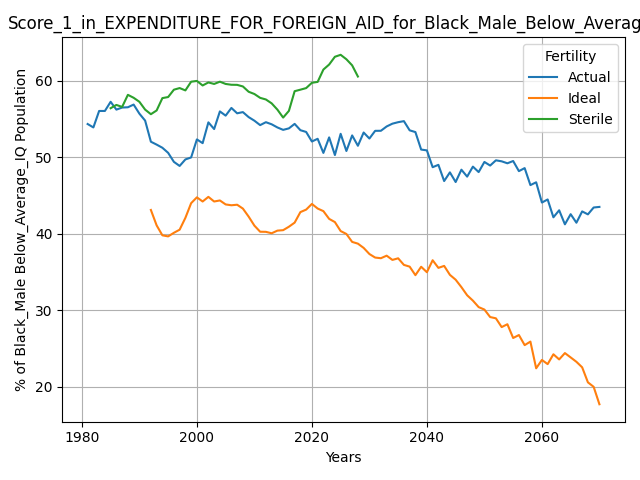 Score_1_in_EXPENDITURE_FOR_FOREIGN_AID_for_Black_Male_Below_Averag
Fertility
Actual
Ideal
Sterile
% of Black_Male Below_Average_IQ Population
60
50
40
30
20
1980 2000 2020 2040 2060
Years